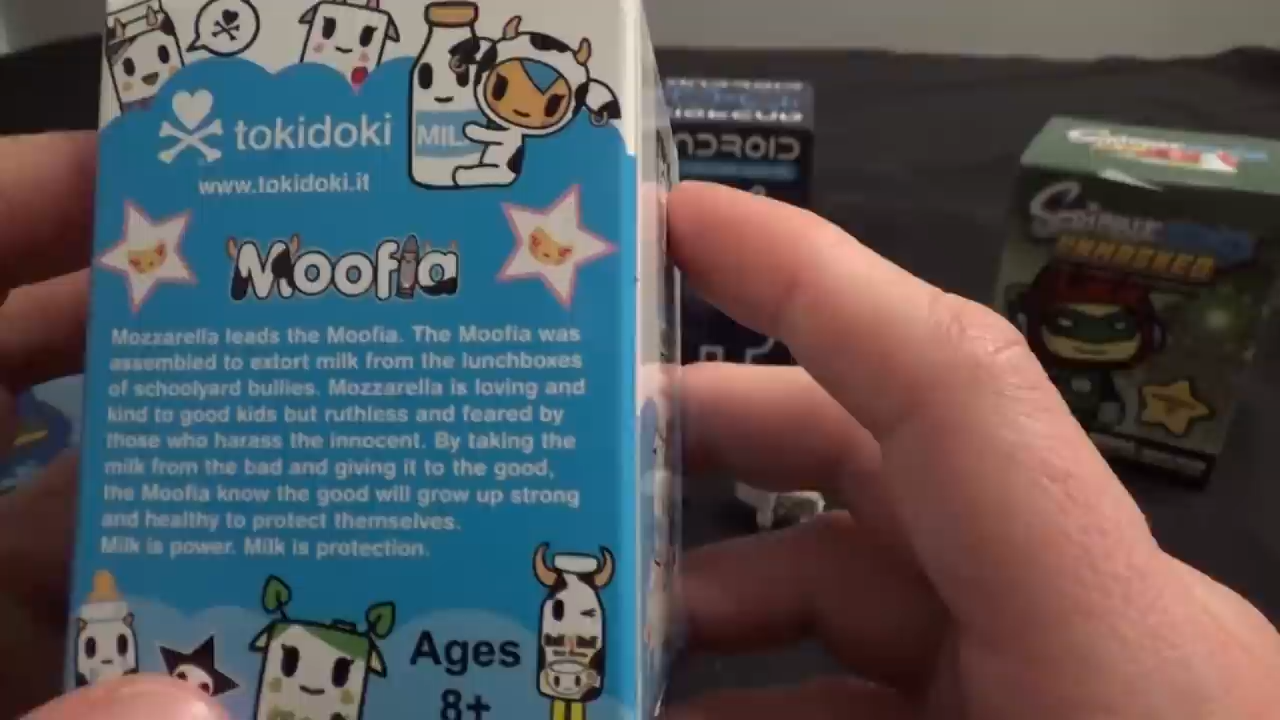 tokidoki
www.tokidoki.it
MIL
Moofia
Mozzarella leads the Moofia. The Moofia was
assembled to extort milk from the lunchboxes
of schoolyard bullies. Mozzarella is loving and
kind to good kids but ruthless and feared by
those who harass the innocent. By taking the
milk from the bad and giving it to the good,
the Moofia know the good will grow up strong
and healthy to protect themselves.
Milk is power. Milk is protection.
Ages
8+
NDROID
UNMASKED